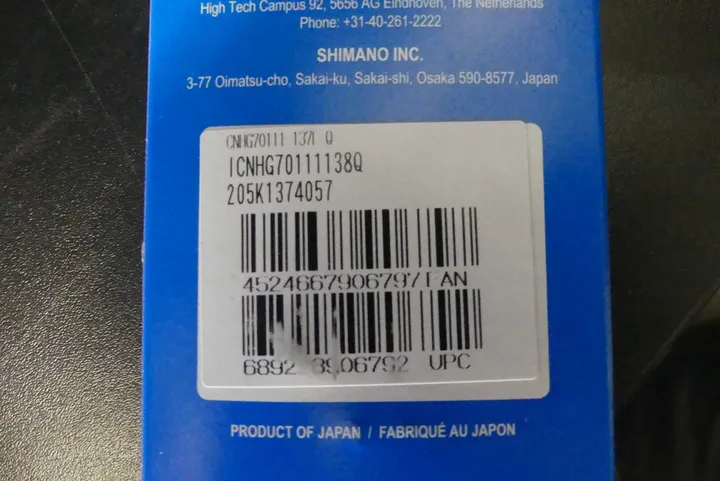 High Tech Campus 92, 5656 AG Eindhoven, The Netherlands
Phone: +31-40-261-2222
SHIMANO INC.
3-77 Oimatsu-cho, Sakai-ku, Sakai-shi, Osaka 590-8577, Japan
CNHG70111
ICNHG70111138Q
205K1374057
4524667906797/ EAN
UPC
PRODUCT OF JAPAN / FABRIQUÉ AU JAPON